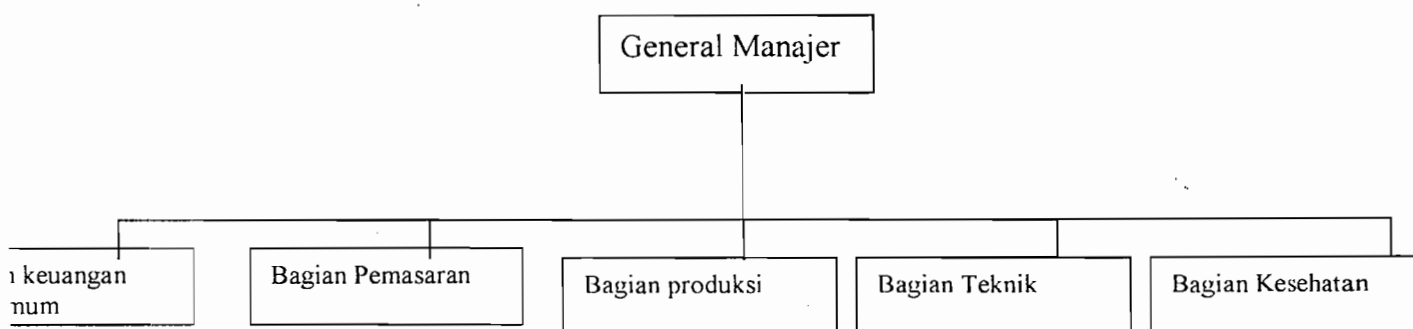 General Manajer
keuangan
Bagian Pemasaran
Bagian produksi
Bagian Teknik
Bagian Kesehatan